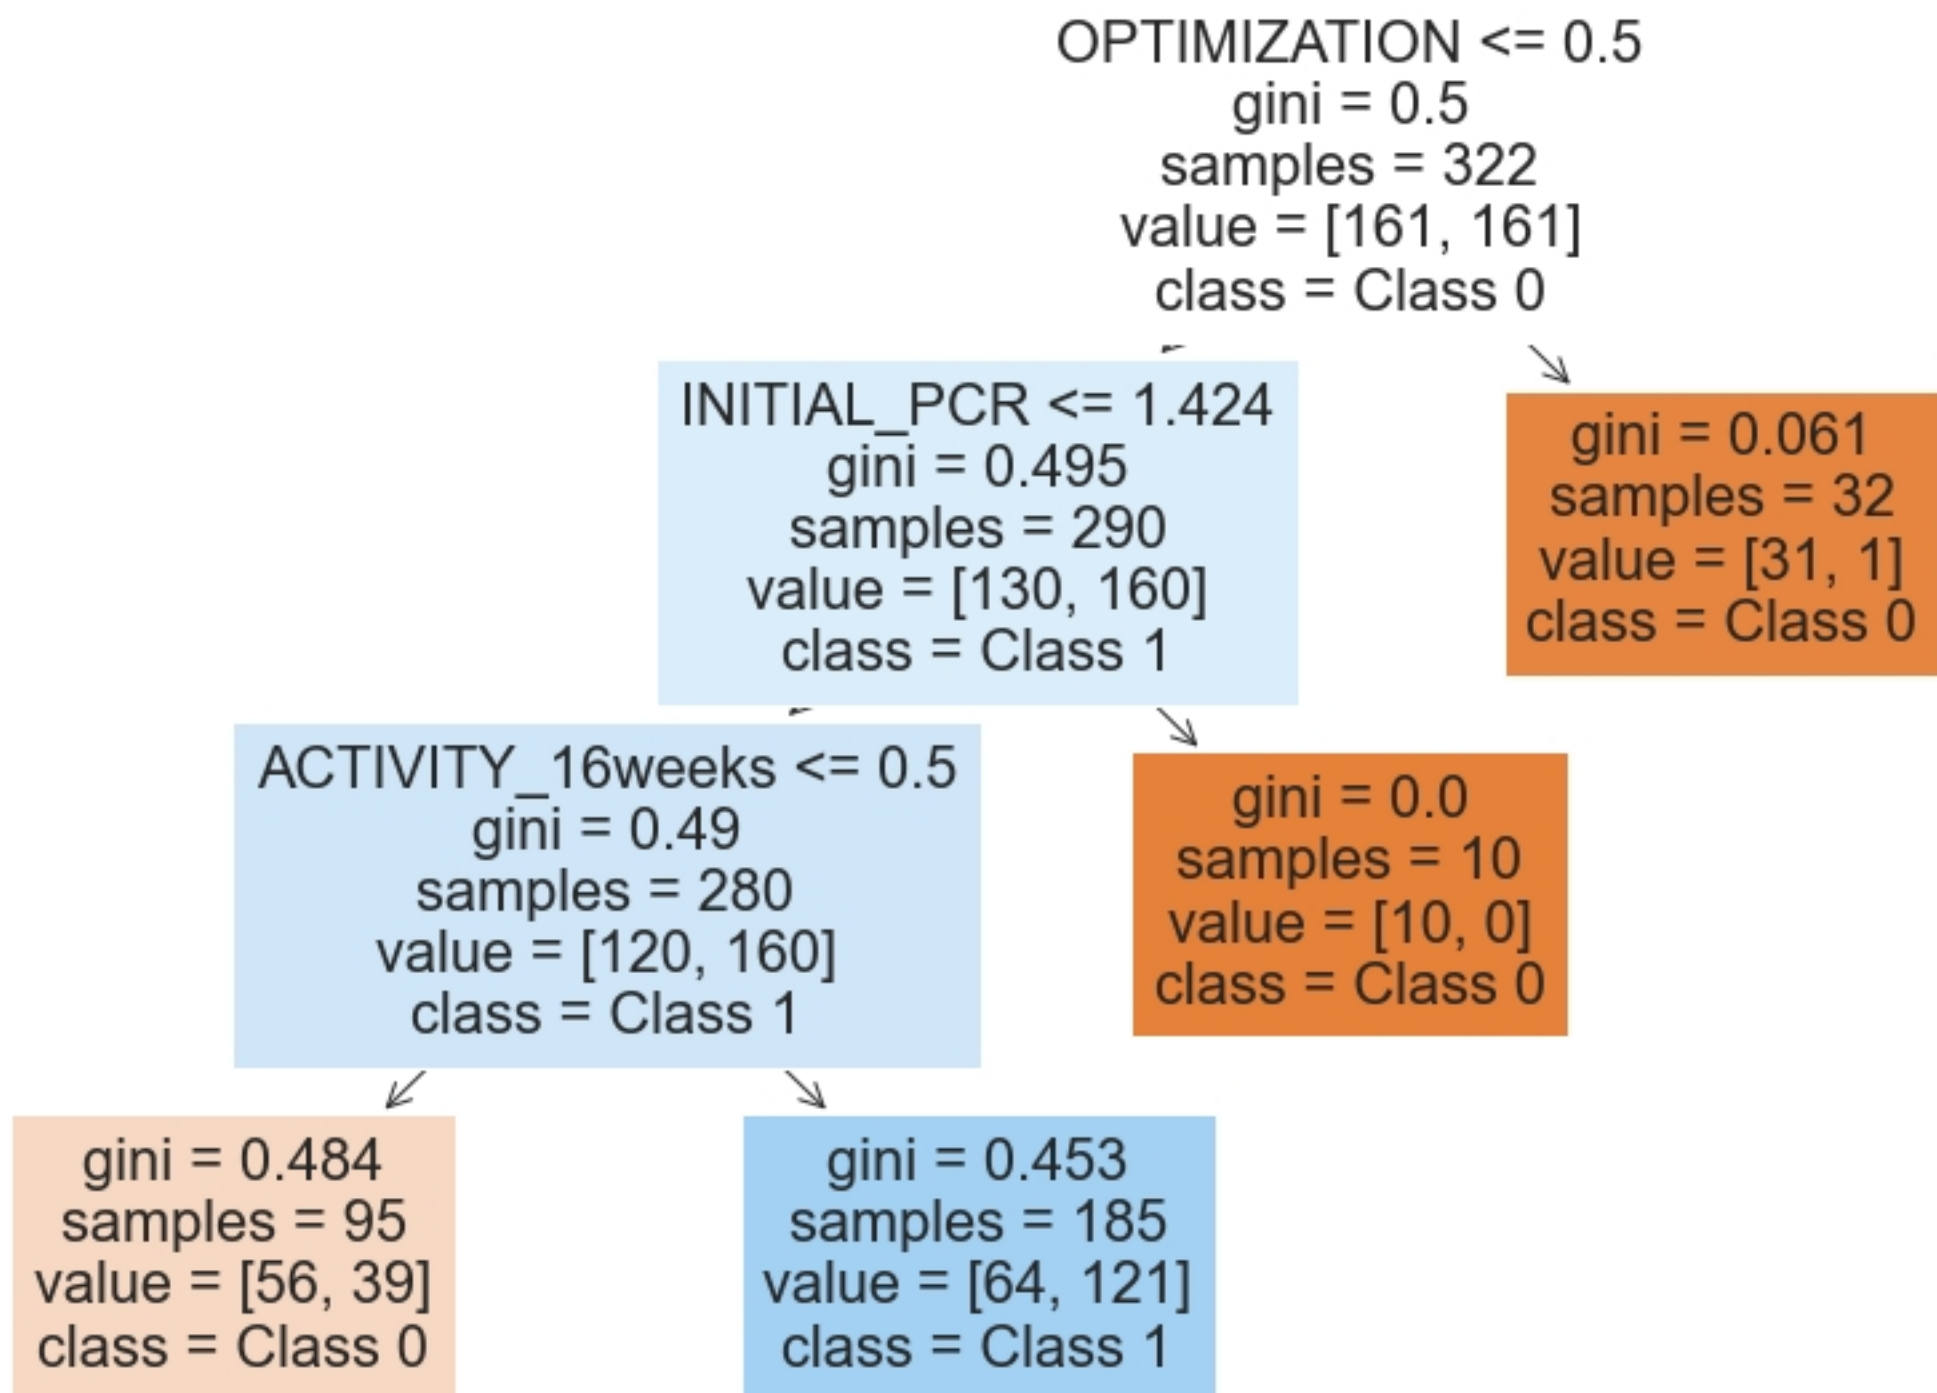 OPTIMIZATION <= 0.5
gini = 0.5
samples = 322
value = [161, 161]
class = Class 0
INITIAL_PCR <= 1.424
gini = 0.495
samples = 290
value = [130, 160]
class = Class 1
gini = 0.061
samples = 32
value = [31, 1]
class = Class 0
ACTIVITY_16weeks <= 0.5
gini = 0.49
samples = 280
value = [120, 160]
class = Class 1
gini = 0.0
samples = 10
value = [10, 0]
class = Class 0
gini = 0.484
samples = 95
value = [56, 39]
class = Class 0
gini = 0.453
samples = 185
value = [64, 121]
class = Class 1